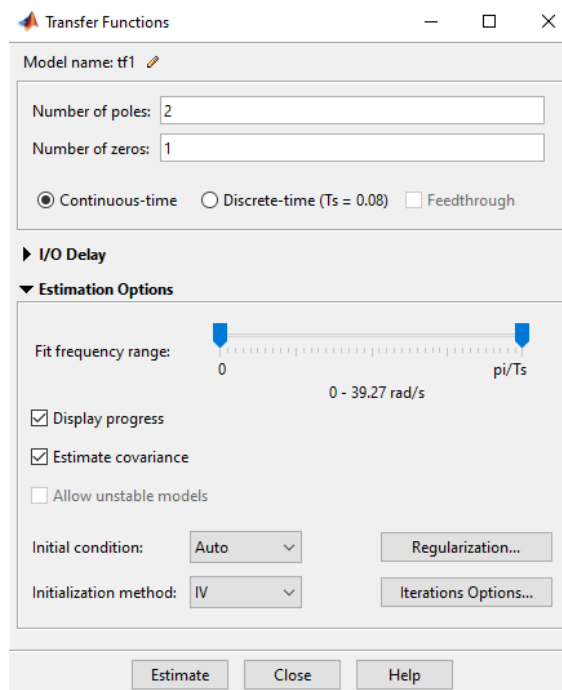 Transfer Functions
Model name: tf1
Number of poles: 2
Number of zeros: 1
Continuous-time Discrete-time (Ts = 0.08) Feedthrough
I/O Delay
Estimation Options
Fit frequency range:
0 pi/Ts
0 - 39.27 rad/s
Display progress
Estimate covariance
Allow unstable models
Initial condition: Auto Regularization...
Initialization method: IV Iterations Options...
Estimate Close Help